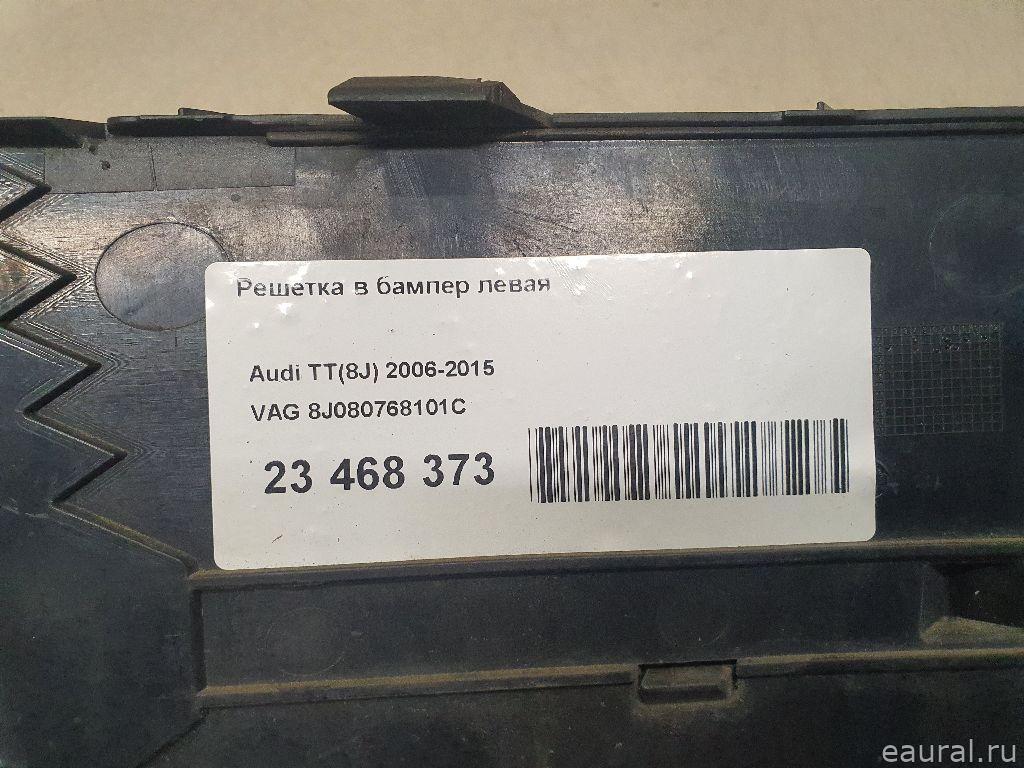 Решетка в бампер левая
Audi TT(8J) 2006-2015
VAG 8J080768101C
23 468 373
eaural.ru